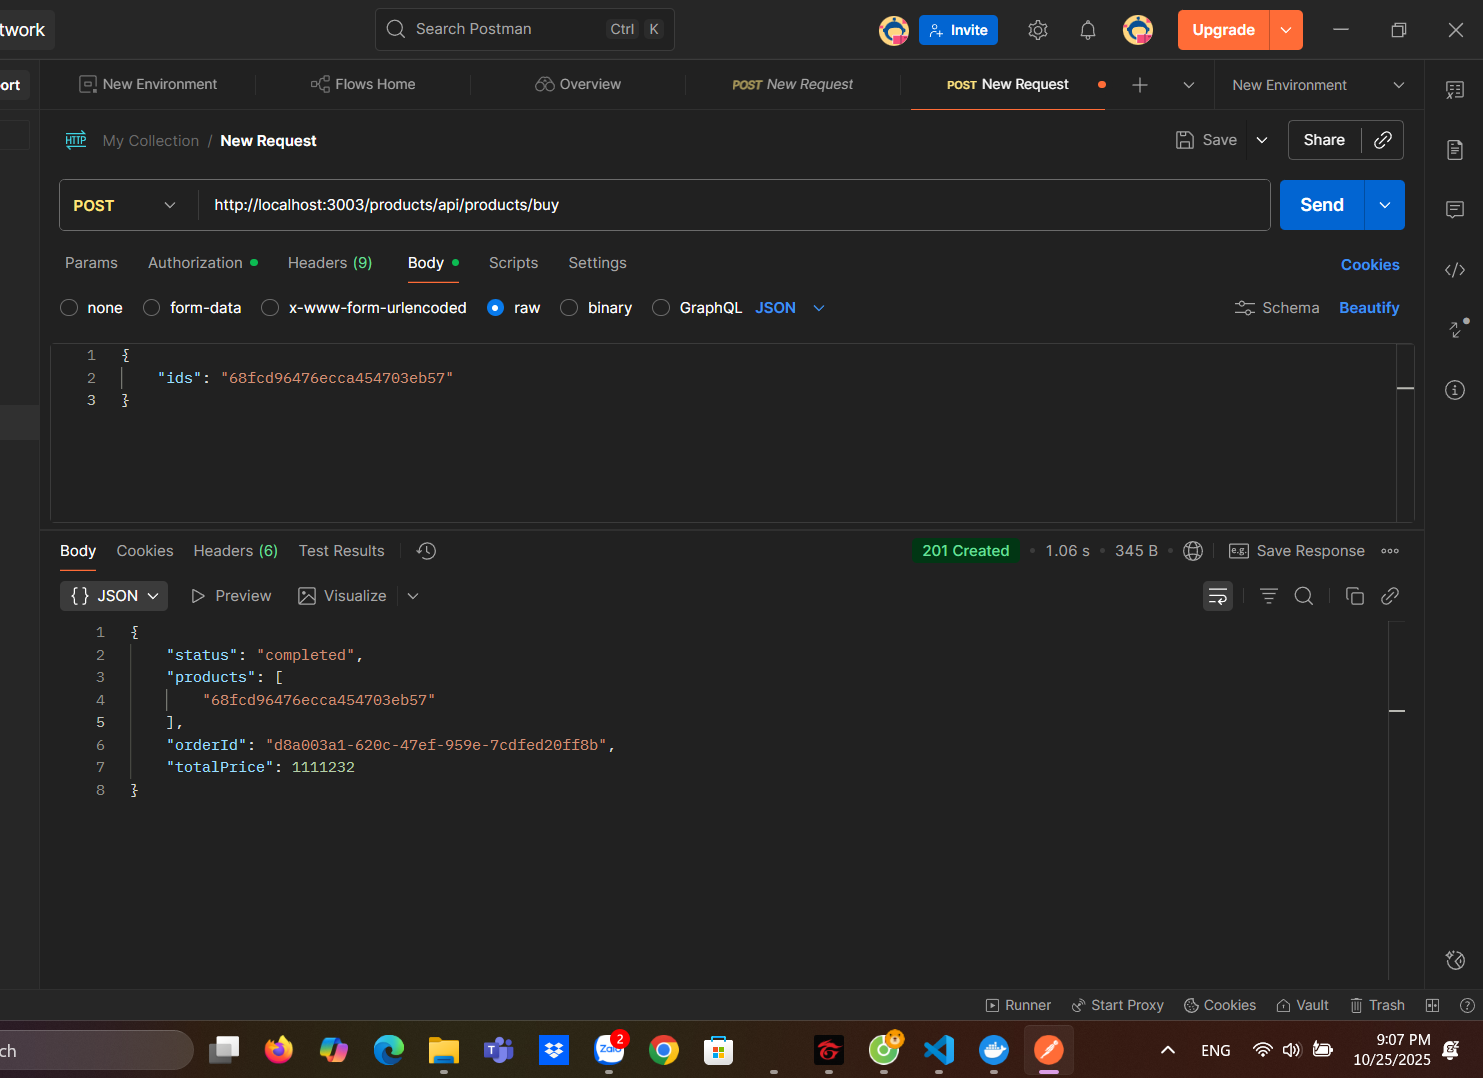 twork
Search Postman Ctrl K
Invite
Upgrade
ort
New Environment
Flows Home
Overview
POST New Request
POST New Request
New Environment
HTTP My Collection / New Request
Save
Share
POST
http://localhost:3003/products/api/products/buy
Send
Params Authorization Headers (9) Body Scripts Settings
Cookies
none form-data x-www-form-urlencoded raw binary GraphQL JSON
Schema Beautify
1 {
2 "ids": "68fcd96476ecca454703eb57"
3 }
Body Cookies Headers (6) Test Results
201 Created 1.06 s 345 B
e.g. Save Response
{} JSON Preview Visualize
1 {
2 "status": "completed",
3 "products": [
4 "68fcd96476ecca454703eb57"
5 ],
6 "orderId": "d8a003a1-620c-47ef-959e-7cdfed20ff8b",
7 "totalPrice": 1111232
8 }
Runner Start Proxy Cookies Vault Trash
ch
Zalo 2
ENG
9:07 PM
10/25/2025